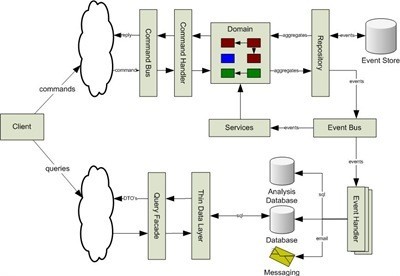 Client
commands
queries
reply
commands
Command Bus
Command Handler
Domain
aggregates
aggregates
Repository
events
Event Store
events
Services
events
Event Bus
events
DTO's
Query Facade
Thin Data Layer
sql
Analysis
Database
Database
sql
email
Messaging
Event Handler